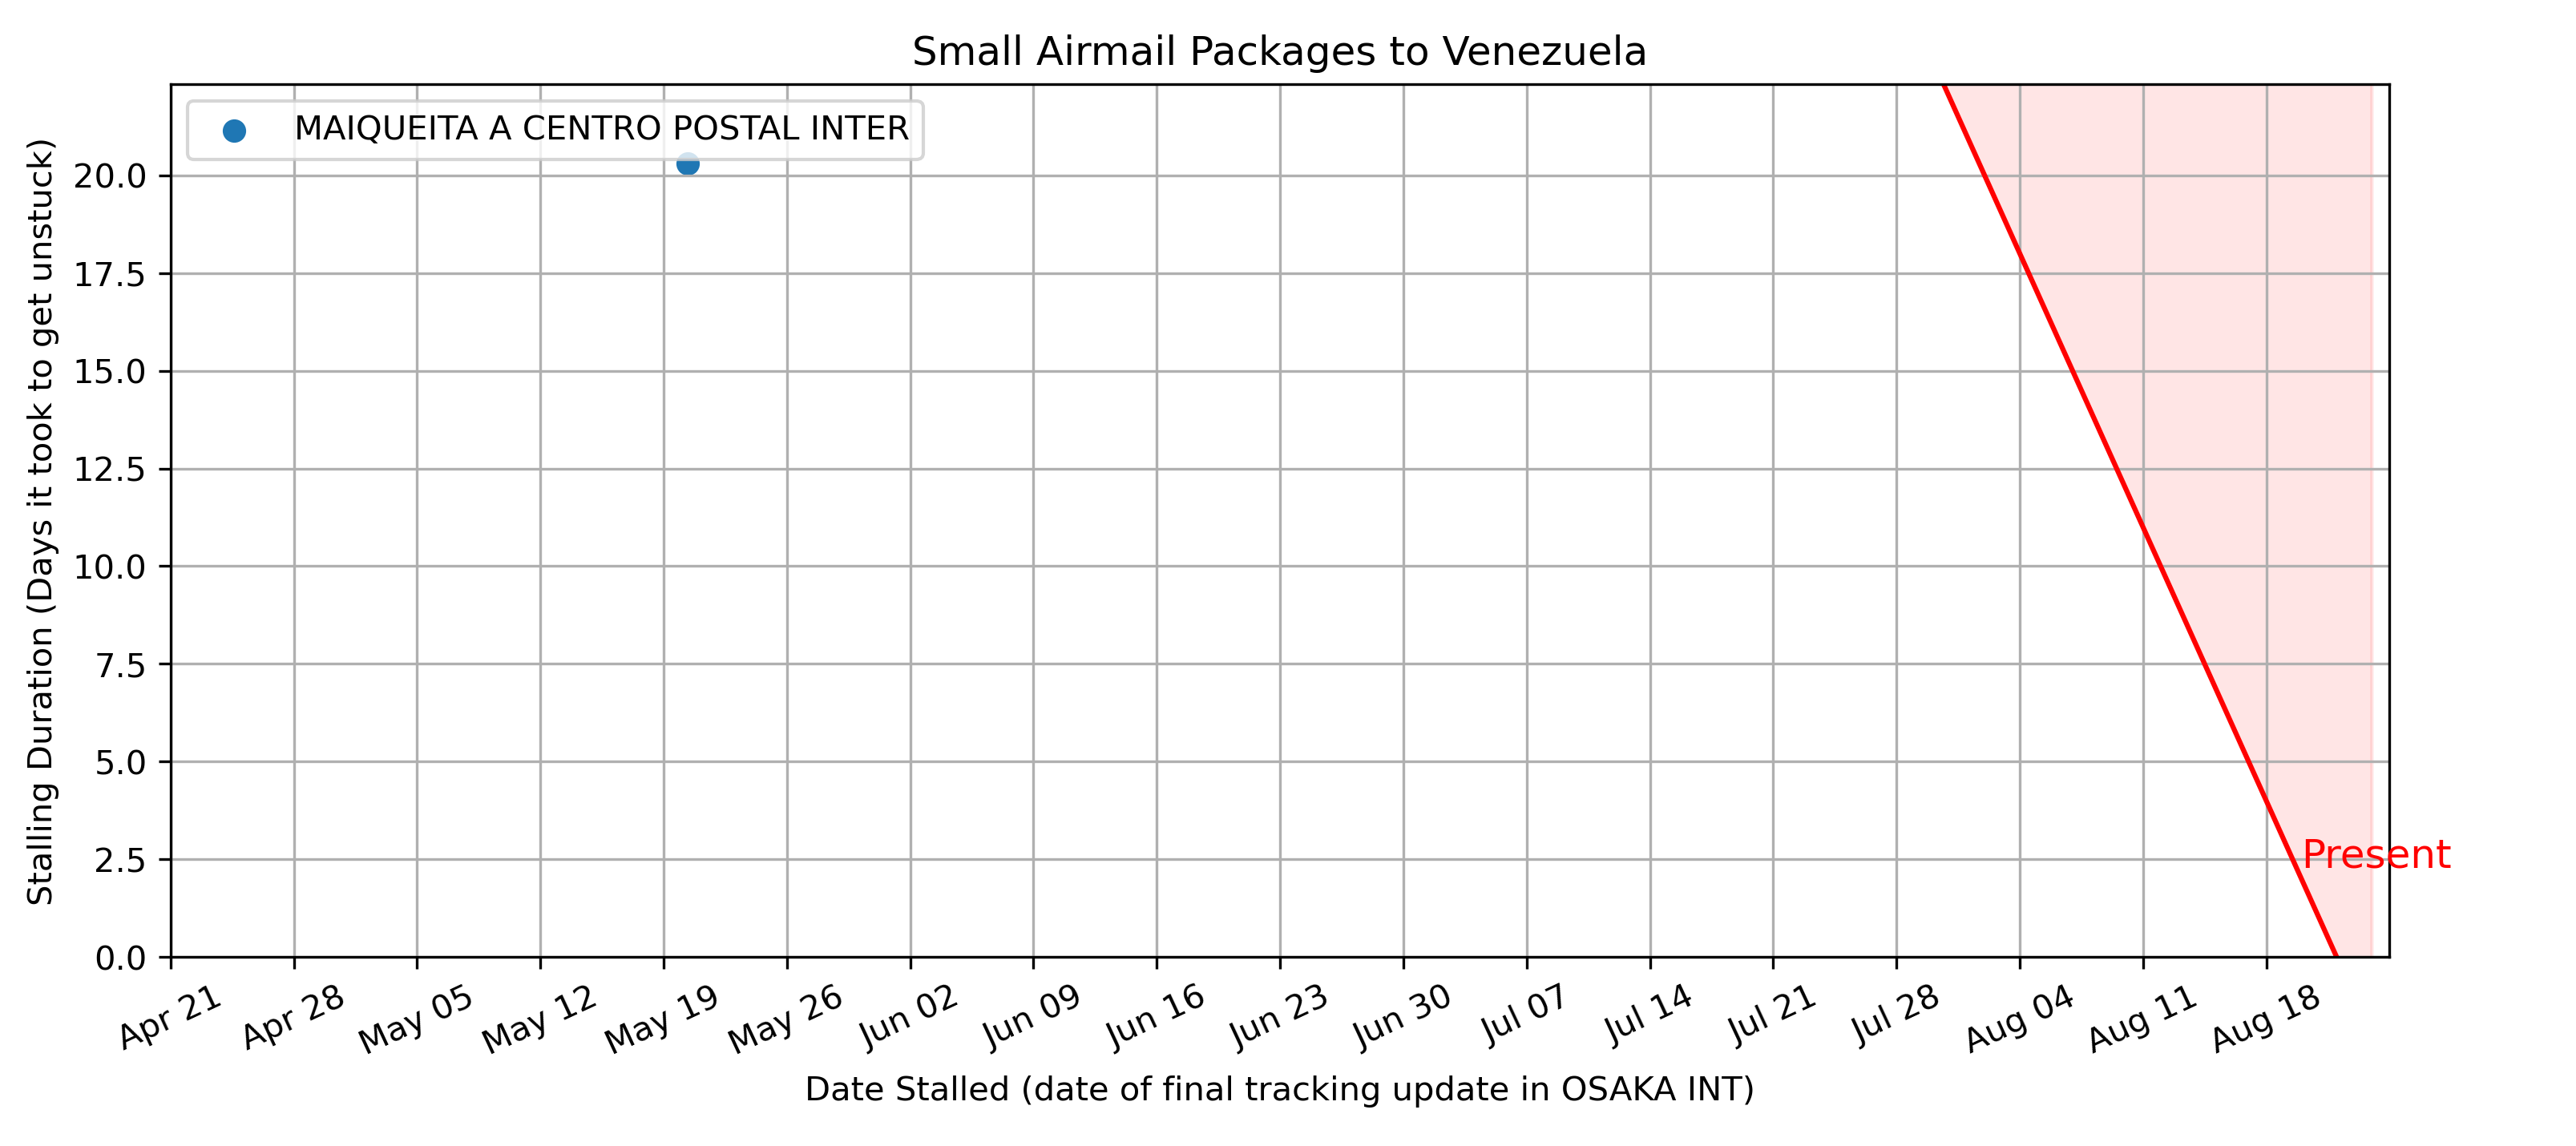 Small Airmail Packages to Venezuela
MAIQUEITA A CENTRO POSTAL INTER
Stalling Duration (Days it took to get unstuck)
20.0
17.5
15.0
12.5
10.0
7.5
5.0
2.5
0.0
Present
Apr 21
Apr 28
May 05
May 12
May 19
May 26
Jun 02
Jun 09
Jun 16
Jun 23
Jun 30
Jul 07
Jul 14
Jul 21
Jul 28
Aug 04
Aug 11
Aug 18
Date Stalled (date of final tracking update in OSAKA INT)